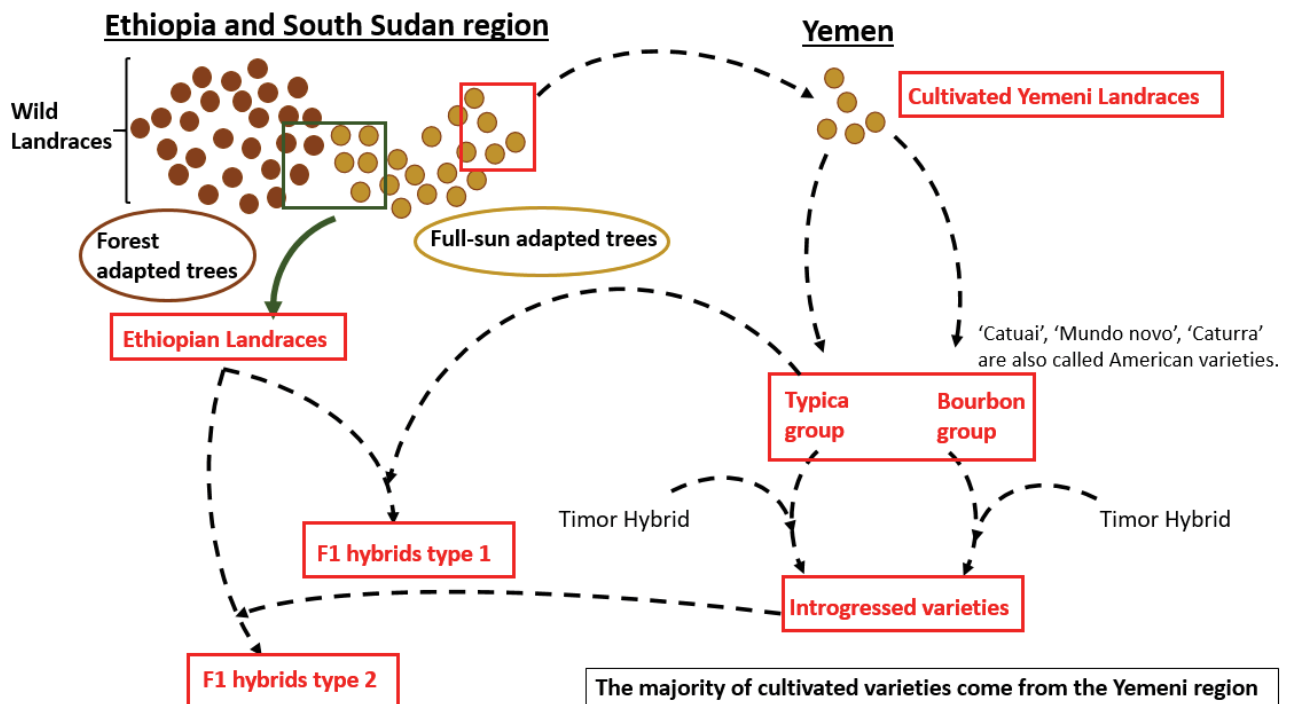 Ethiopia and South Sudan region
Yemen
Wild
Landraces
Cultivated Yemeni Landraces
Forest
adapted trees
Full-sun adapted trees
Ethiopian Landraces
‘Catuai’, ‘Mundo novo’, ‘Caturra’
are also called American varieties.
Typica
group
Bourbon
group
Timor Hybrid
Timor Hybrid
F1 hybrids type 1
Introgressed varieties
F1 hybrids type 2
The majority of cultivated varieties come from the Yemeni region